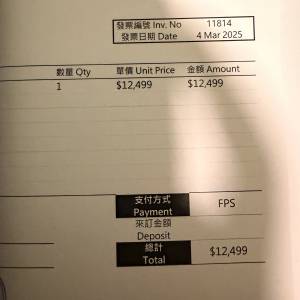 發票編號 Inv. No 11814
發票日期 Date 4 Mar 2025
數量 Qty 單價 Unit Price 金額 Amount
1 $12,499 $12,499
支付方式 FPS
Payment
來訂金額
Deposit
總計 $12,499
Total